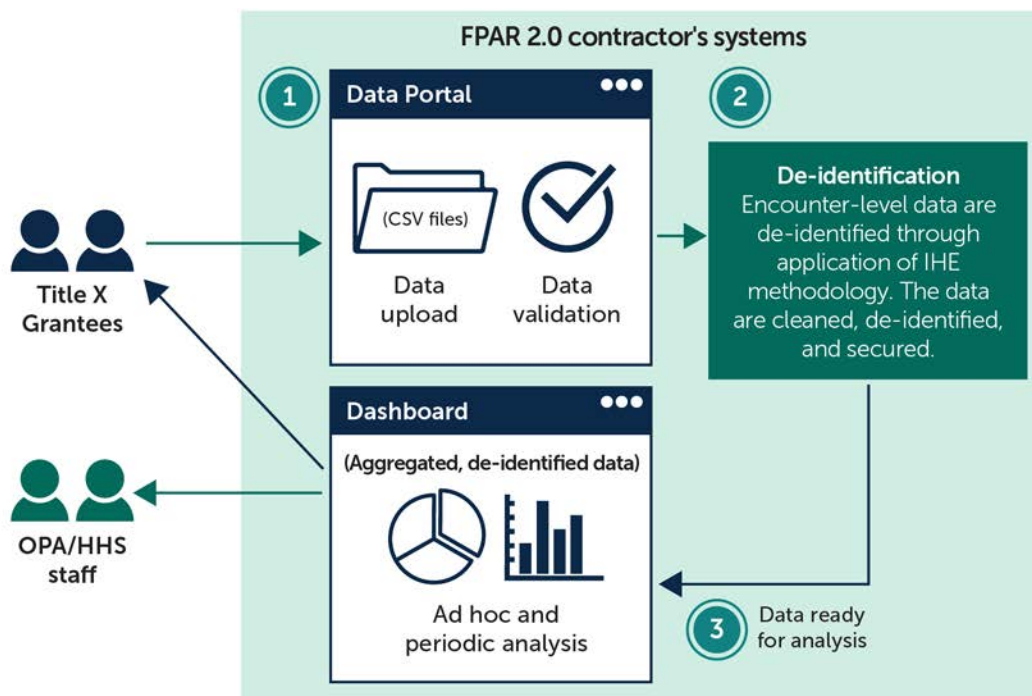 FPAR 2.0 contractor's systems
1
Data Portal
(CSV files)
Data
upload
Data
validation
2
De-identification
Encounter-level data are
de-identified through
application of IHE
methodology. The data
are cleaned, de-identified,
and secured.
Title X
Grantees
Dashboard
(Aggregated, de-identified data)
Ad hoc and
periodic analysis
OPA/HHS
staff
3
Data ready
for analysis